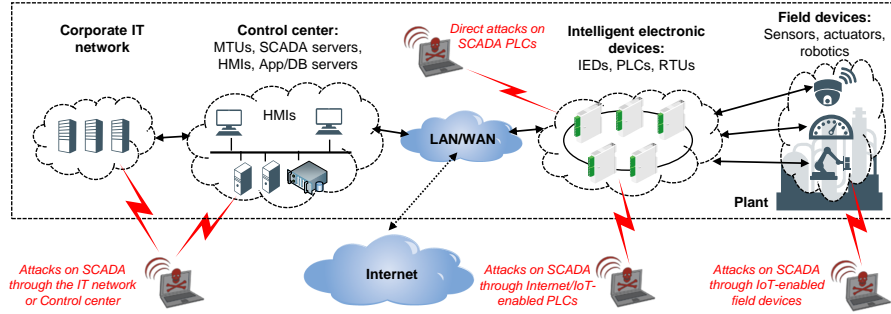 Corporate IT
network
Control center:
MTUs, SCADA servers,
HMIs, App/DB servers
Direct attacks on
SCADA PLCs
Intelligent electronic
devices:
IEDs, PLCs, RTUs
Field devices:
Sensors, actuators,
robotics
HMIs
LAN/WAN
Plant
Internet
Attacks on SCADA
through the IT network
or Control center
Attacks on SCADA
through Internet/IoT-
enabled PLCs
Attacks on SCADA
through IoT-enabled
field devices